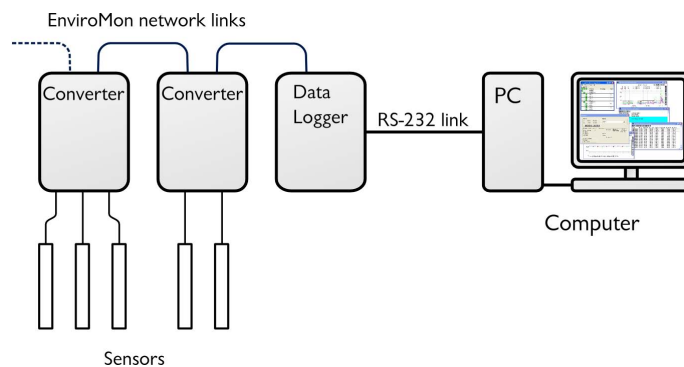 EnviroMon network links
Converter
Converter
Data
Logger
RS-232 link
PC
Computer
Sensors